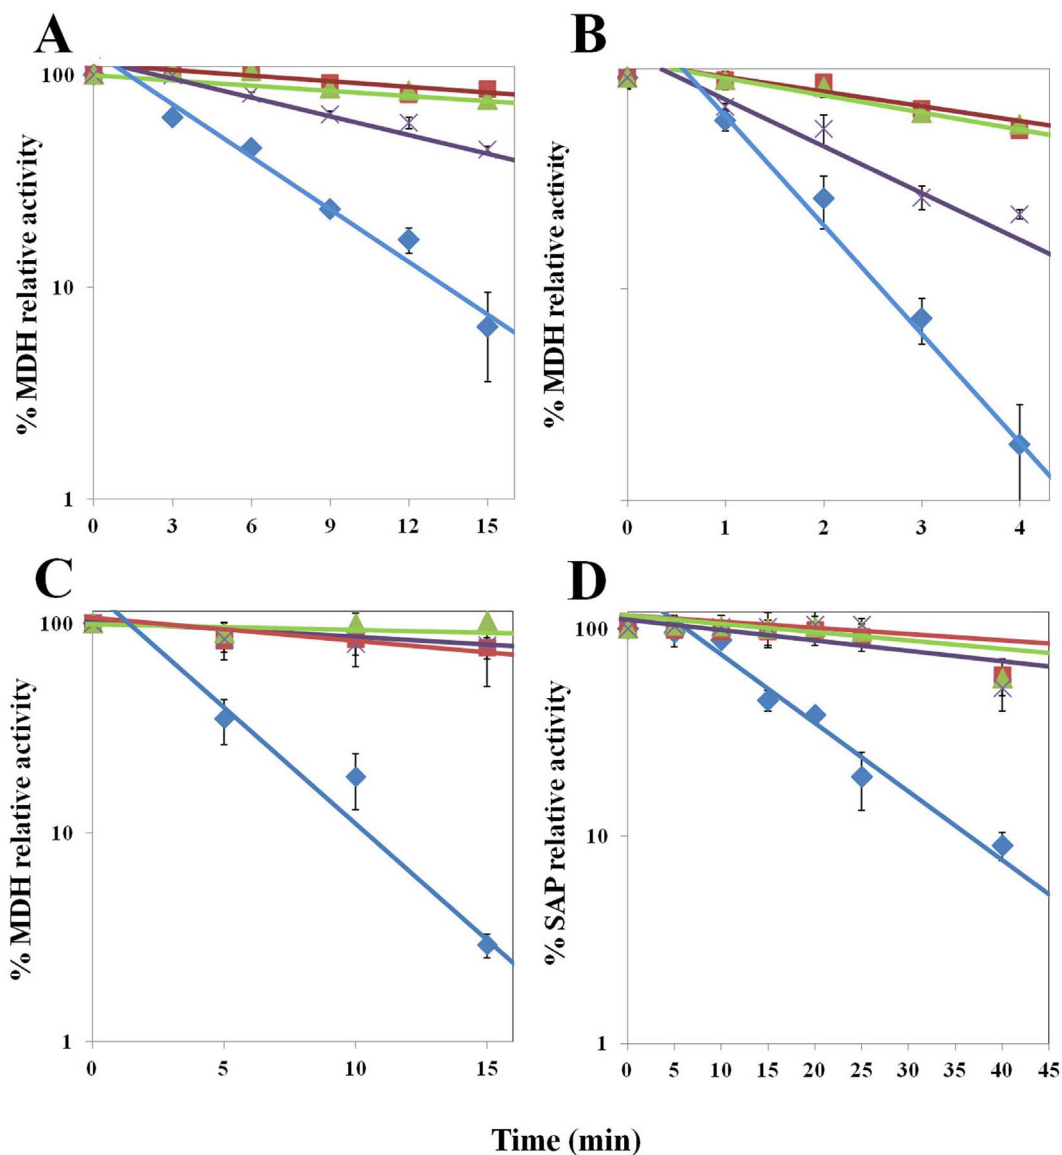 A
B
100
10
1
% MDH relative activity
0 3 6 9 12 15
% MDH relative activity
0 1 2 3 4
C
D
100
10
1
% MDH relative activity
0 5 10 15
100
10
1
% SAP relative activity
0 5 10 15 20 25 30 35 40 45
Time (min)